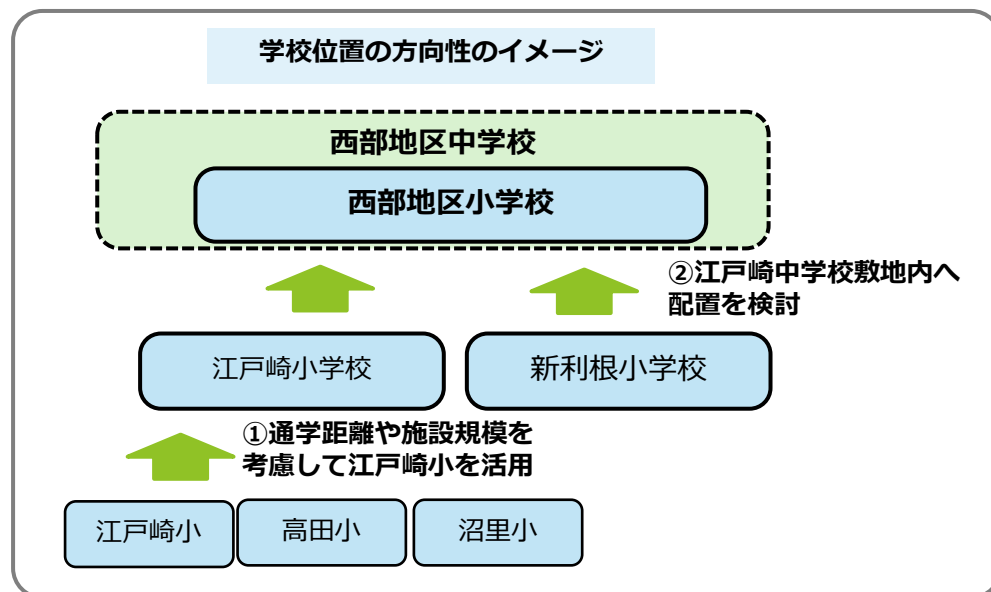 学校位置の方向性のイメージ
西部地区中学校
西部地区小学校
②江戸崎中学校敷地内へ
配置を検討
江戸崎小学校
新利根小学校
①通学距離や施設規模を
考慮して江戸崎小を活用
江戸崎小
高田小
沼里小